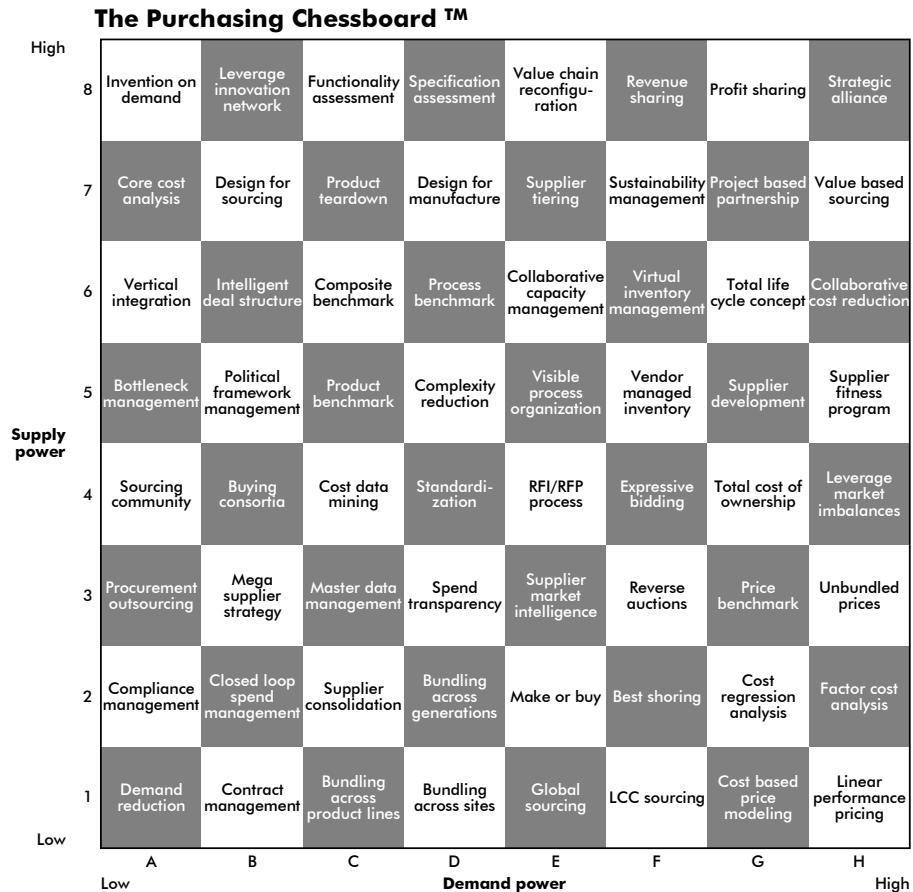 The Purchasing Chessboard ™
High
8
Invention on
demand
Leverage
innovation
network
Functionality
assessment
Specification
assessment
Value chain
reconfigu-
ration
Revenue
sharing
Profit sharing
Strategic
alliance
7
Core cost
analysis
Design for
sourcing
Product
teardown
Design for
manufacture
Supplier
tiering
Sustainability
management
Project based
partnership
Value based
sourcing
6
Vertical
integration
Intelligent
deal structure
Composite
benchmark
Process
benchmark
Collaborative
capacity
management
Virtual
inventory
management
Total life
cycle concept
Collaborative
cost reduction
5
Bottleneck
management
Political
framework
management
Product
benchmark
Complexity
reduction
Visible
process
organization
Vendor
managed
inventory
Supplier
development
Supplier
fitness
program
Supply
power
4
Sourcing
community
Buying
consortia
Cost data
mining
Standardi-
zation
RFI/RFP
process
Expressive
bidding
Total cost of
ownership
Leverage
market
imbalances
3
Procurement
outsourcing
Mega
supplier
strategy
Master data
management
Spend
transparency
Supplier
market
intelligence
Reverse
auctions
Price
benchmark
Unbundled
prices
2
Compliance
management
Closed loop
spend
management
Supplier
consolidation
Bundling
across
generations
Make or buy
Best shoring
Cost
regression
analysis
Factor cost
analysis
1
Demand
reduction
Contract
management
Bundling
across
product lines
Bundling
across sites
Global
sourcing
LCC sourcing
Cost based
price
modeling
Linear
performance
pricing
Low
A B C D E F G H
Low
Demand power
High